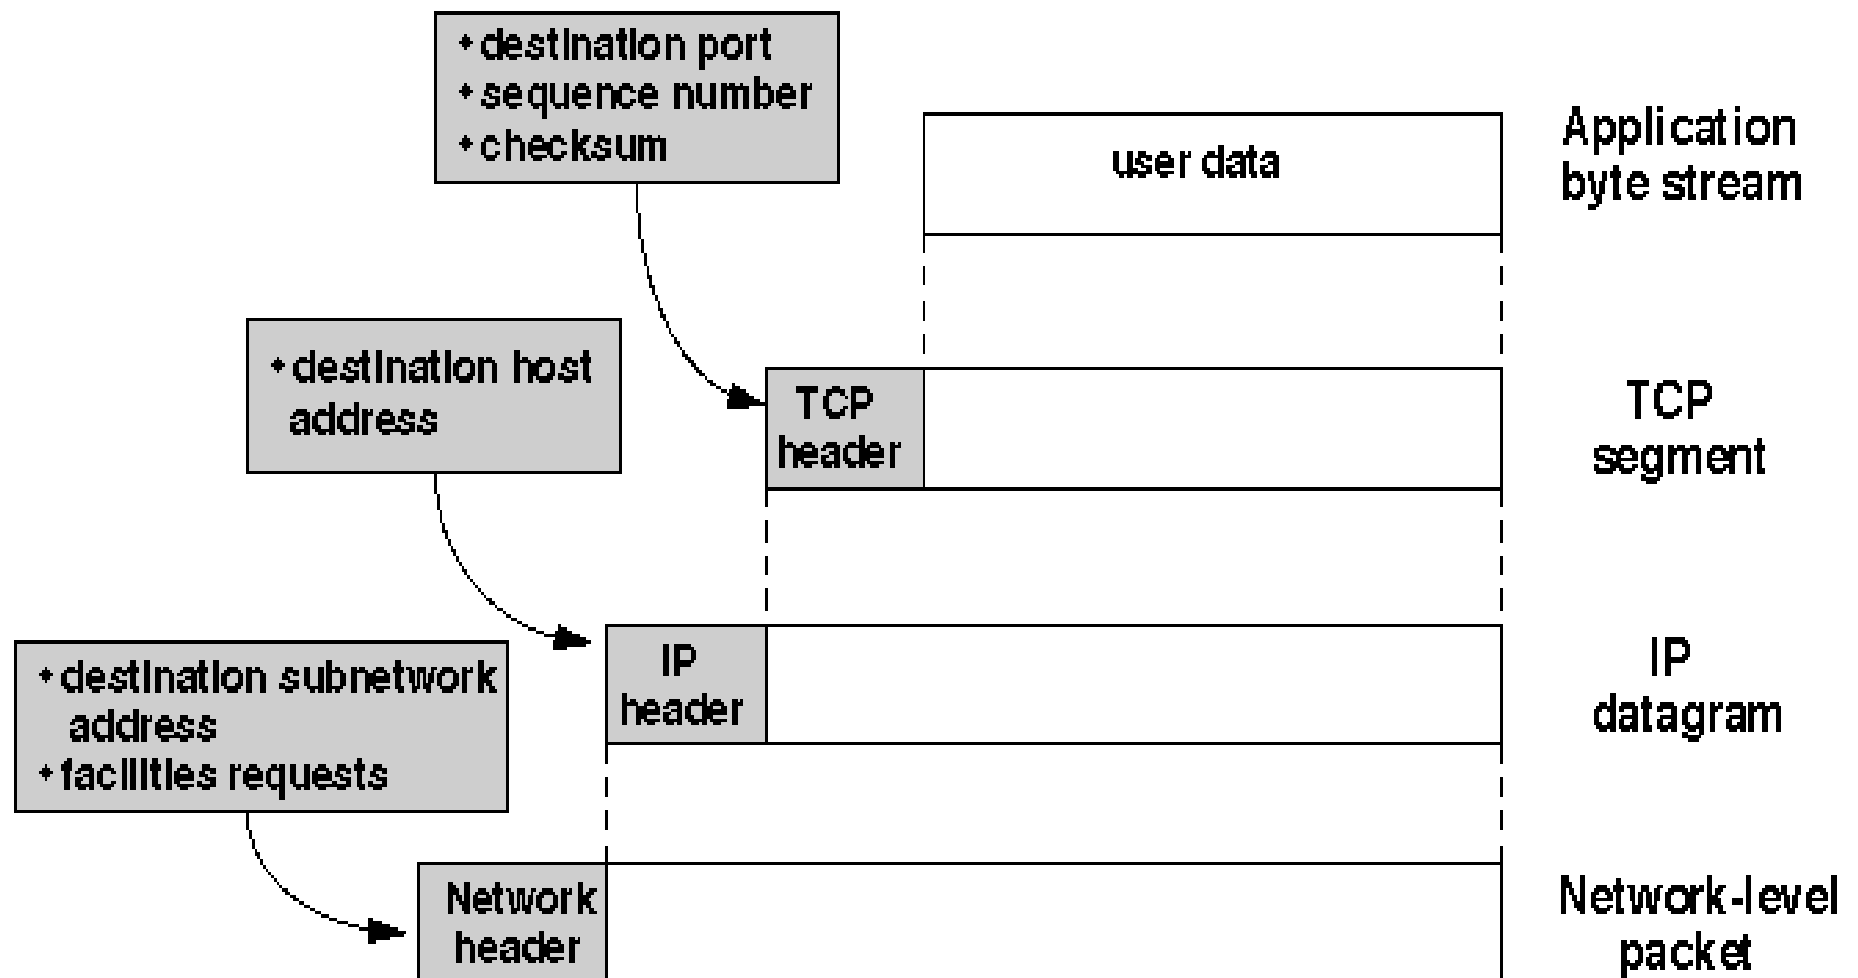 • destination port
• sequence number
• checksum
user data
Application
byte stream
• destination host
address
TCP
header
TCP
segment
• destination subnetwork
address
• facilities requests
IP
header
IP
datagram
Network
header
Network-level
packet